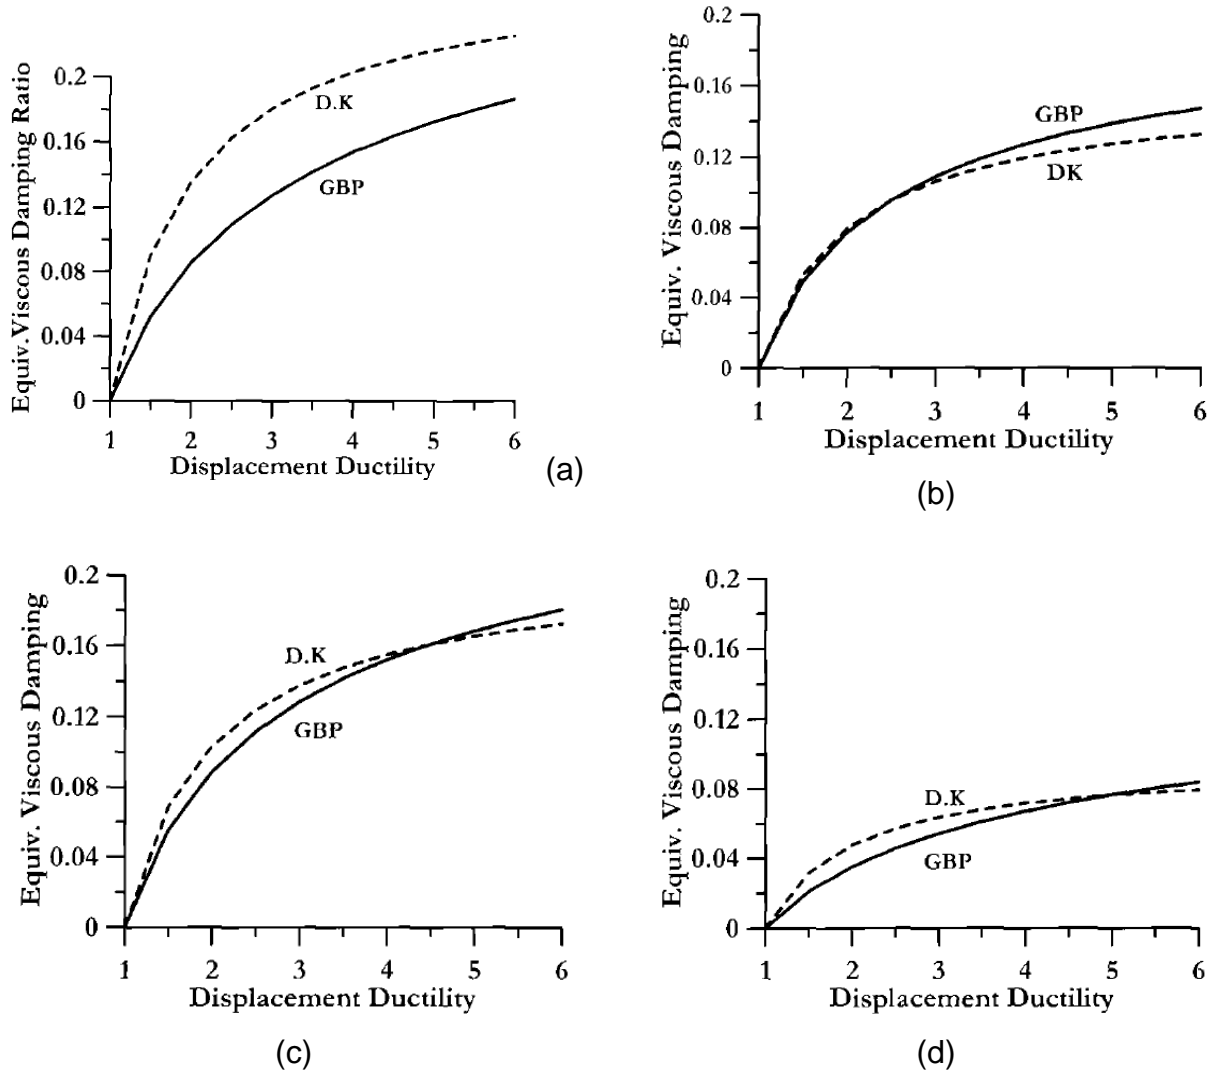 Equiv.Viscous Damping Ratio
0.2
0.16
0.12
0.08
0.04
0
D.K
GBP
1 2 3 4 5 6
Displacement Ductility
(a)
Equiv. Viscous Damping
0.2
0.16
0.12
0.08
0.04
0
GBP
DK
1 2 3 4 5 6
Displacement Ductility
(b)
Equiv. Viscous Damping
0.2
0.16
0.12
0.08
0.04
0
D.K
GBP
1 2 3 4 5 6
Displacement Ductility
(c)
Equiv. Viscous Damping
0.2
0.16
0.12
0.08
0.04
0
D.K
GBP
1 2 3 4 5 6
Displacement Ductility
(d)